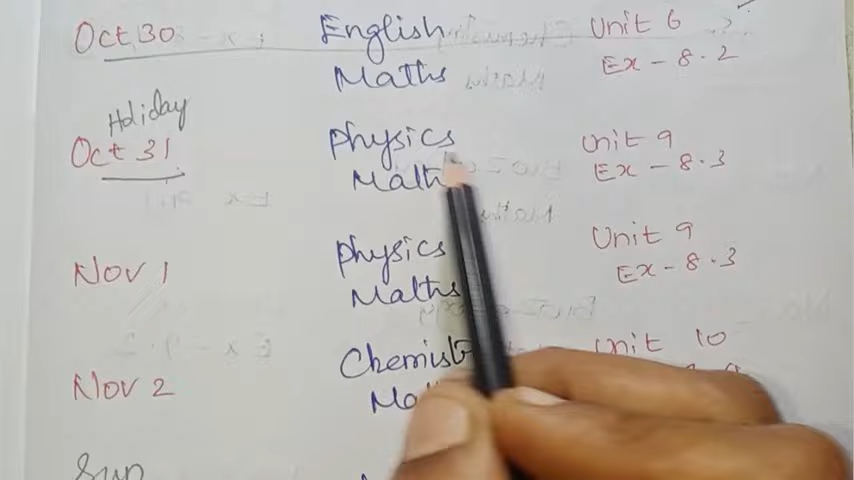 Oct 30 English Unit 6
Maths Ex - 8.2
Holiday
Oct 31 Physics Unit 9
Maths Ex - 8.3
Nov 1 Physics Unit 9
Maths Ex - 8.3
Nov 2 Unit 10
Sun